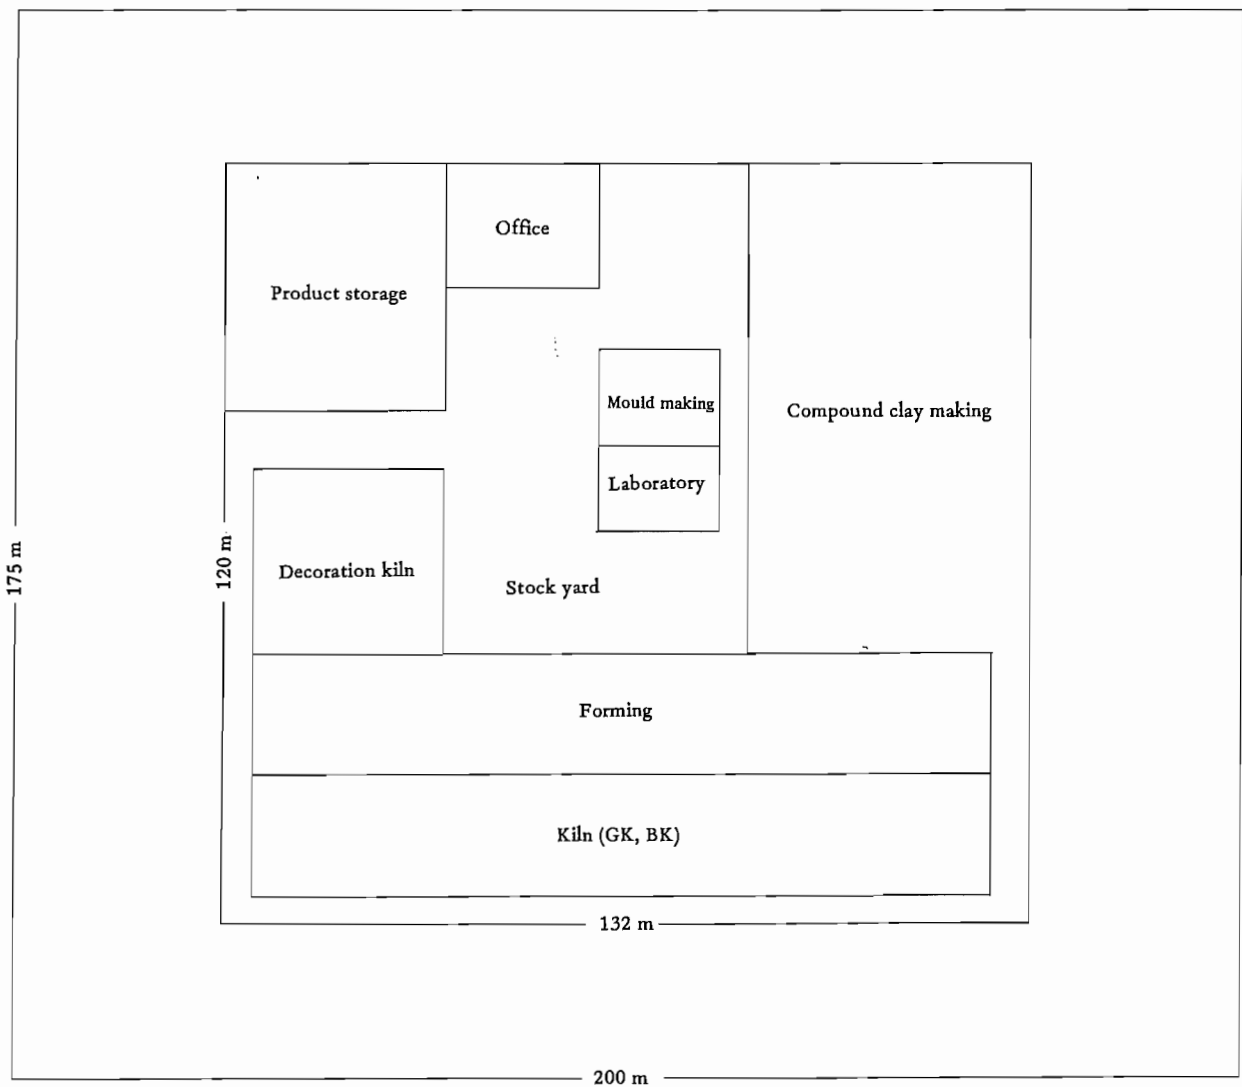 Office
Product storage
Mould making
Compound clay making
Laboratory
175 m
120 m
Decoration kiln
Stock yard
Forming
Kiln (GK, BK)
132 m
200 m